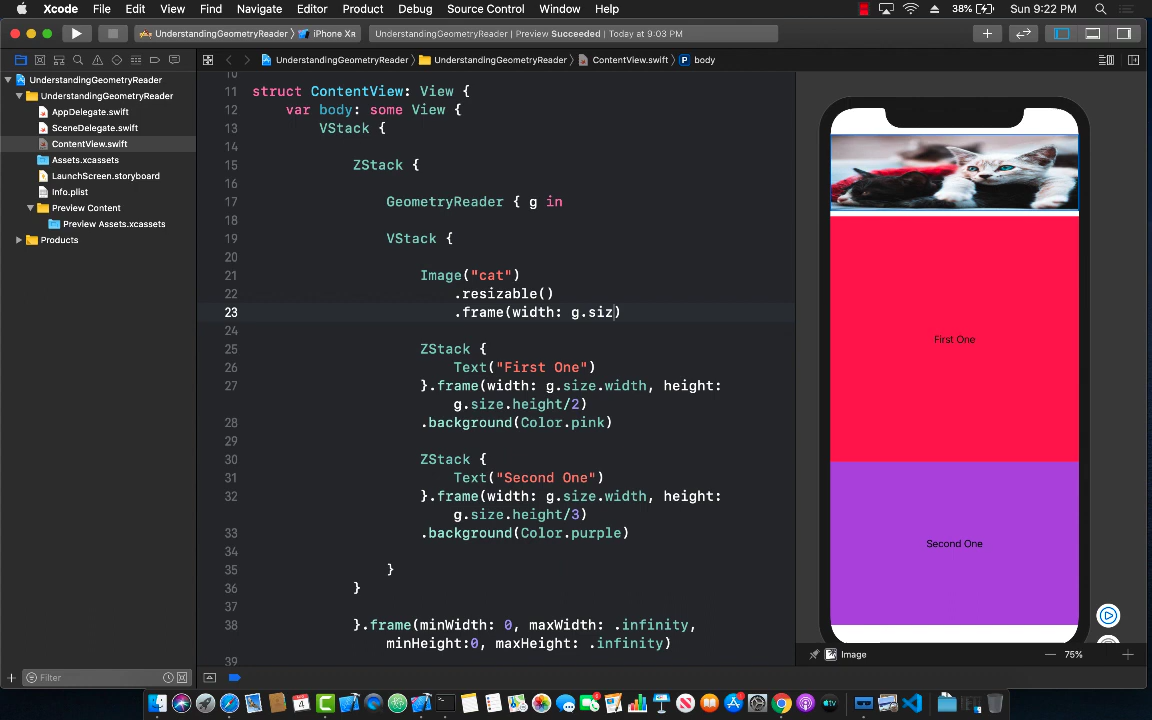 Xcode File Edit View Find Navigate Editor Product Debug Source Control Window Help 38% Sun 9:22 PM
UnderstandingGeometryReader iPhone XR UnderstandingGeometryReader | Preview Succeeded | Today at 9:03 PM
UnderstandingGeometryReader UnderstandingGeometryReader ContentView.swift P body
UnderstandingGeometryReader
UnderstandingGeometryReader
AppDelegate.swift
SceneDelegate.swift
ContentView.swift
Assets.xcassets
LaunchScreen.storyboard
Info.plist
Preview Content
Preview Assets.xcassets
Products
Filter
10
11 struct ContentView: View {
12 var body: some View {
13 VStack {
14
15 ZStack {
16
17 GeometryReader { g in
18
19 VStack {
20
21 Image("cat")
22 .resizable()
23 .frame(width: g.siz)
24
25 ZStack {
26 Text("First One")
27 }.frame(width: g.size.width, height:
g.size.height/2)
28 .background(Color.pink)
29
30 ZStack {
31 Text("Second One")
32 }.frame(width: g.size.width, height:
g.size.height/3)
33 .background(Color.purple)
34
35 }
36 }
37
38 }.frame(minWidth: 0, maxWidth: .infinity,
minHeight:0, maxHeight: .infinity)
39
First One
Second One
Image 75%